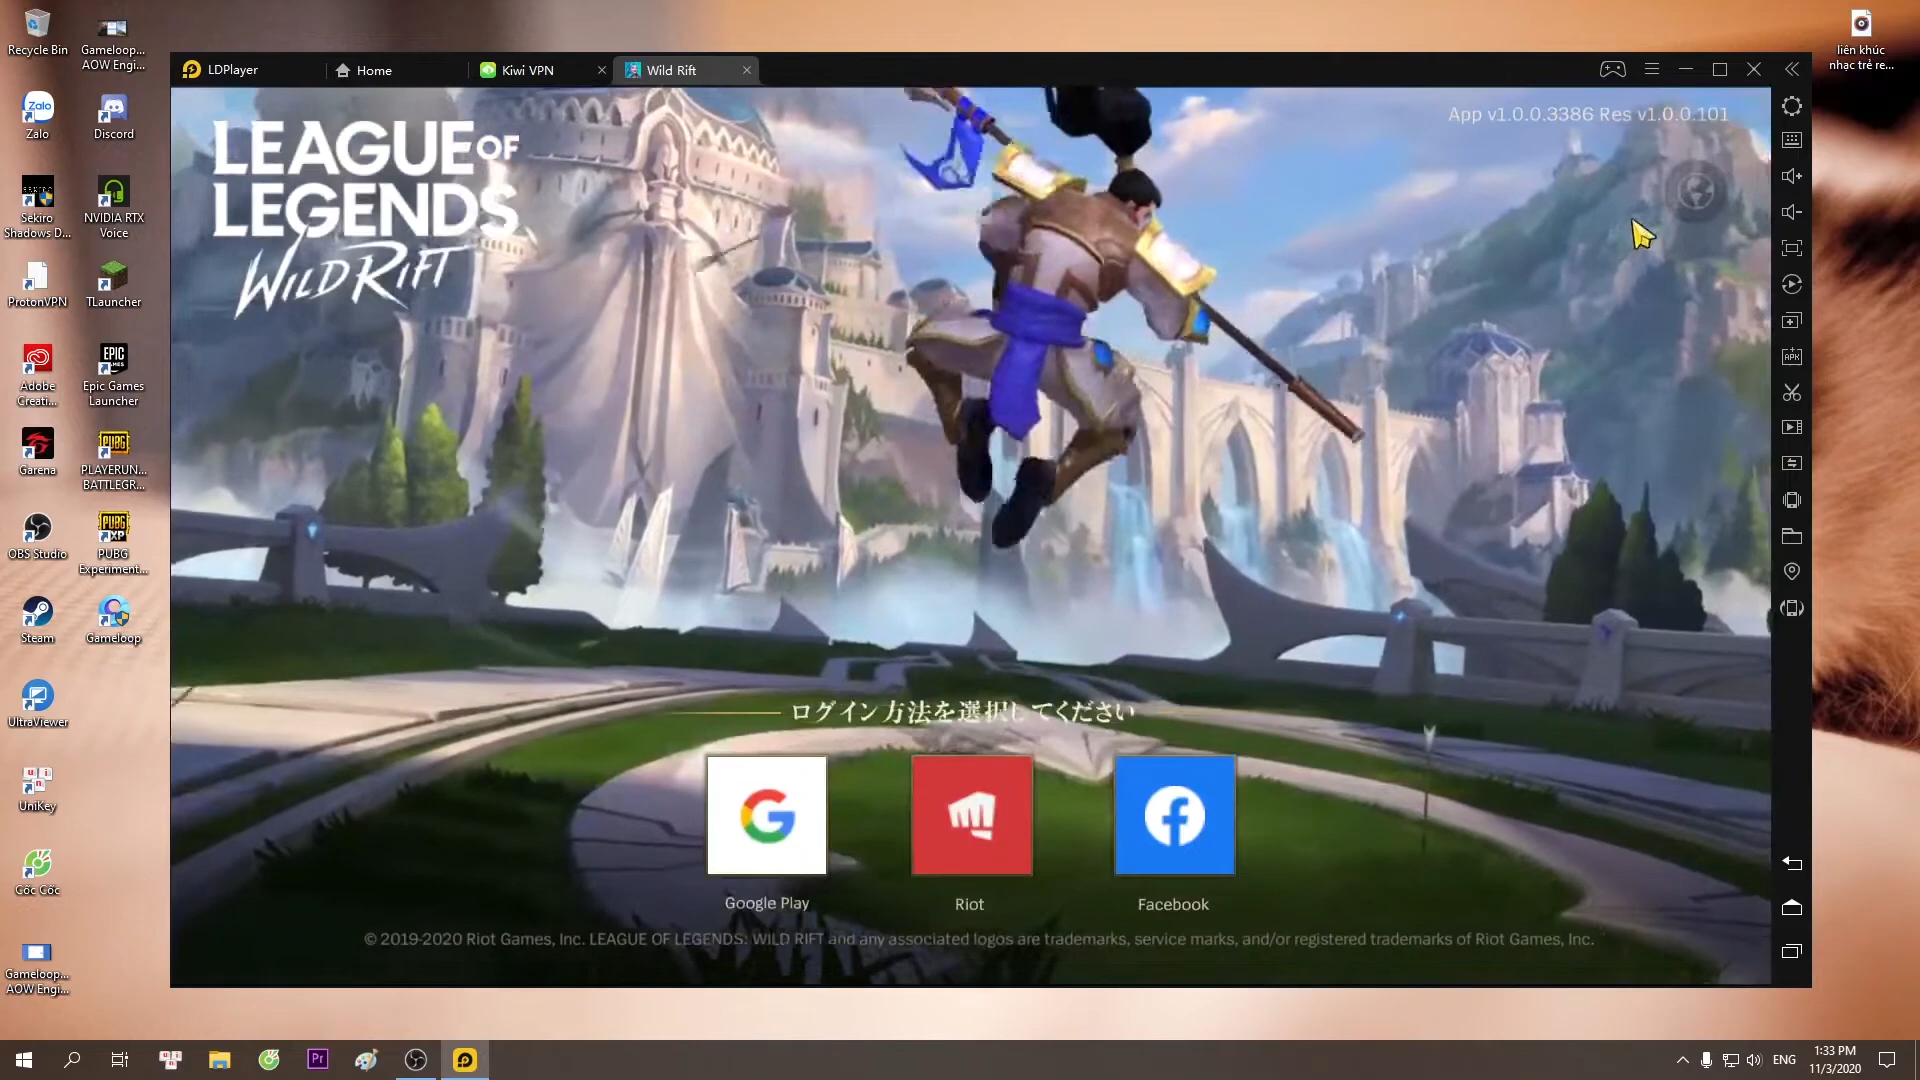 Recycle Bin
Gameloop...
AOW Engi...
Zalo
Discord
Sekiro
Shadows D...
NVIDIA RTX
Voice
ProtonVPN
TLauncher
Adobe
Creati...
Epic Games
Launcher
Garena
PLAYERUN...
BATTLEGR...
OBS Studio
PUBG
Experiment...
Steam
Gameloop
UltraViewer
UniKey
Cốc Cốc
Gameloop...
AOW Engi...
liên khúc
nhạc trẻ re...
LDPlayer
Home
Kiwi VPN
Wild Rift
App v1.0.0.3386 Res v1.0.0.101
LEAGUE OF
LEGENDS
WILD RIFT
ログイン方法を選択してください
Google Play
Riot
Facebook
© 2019-2020 Riot Games, Inc. LEAGUE OF LEGENDS: WILD RIFT and any associated logos are trademarks, service marks, and/or registered trademarks of Riot Games, Inc.
ENG
1:33 PM
11/3/2020